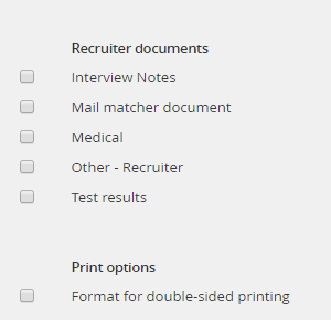 Recruiter documents
Interview Notes
Mail matcher document
Medical
Other - Recruiter
Test results
Print options
Format for double-sided printing